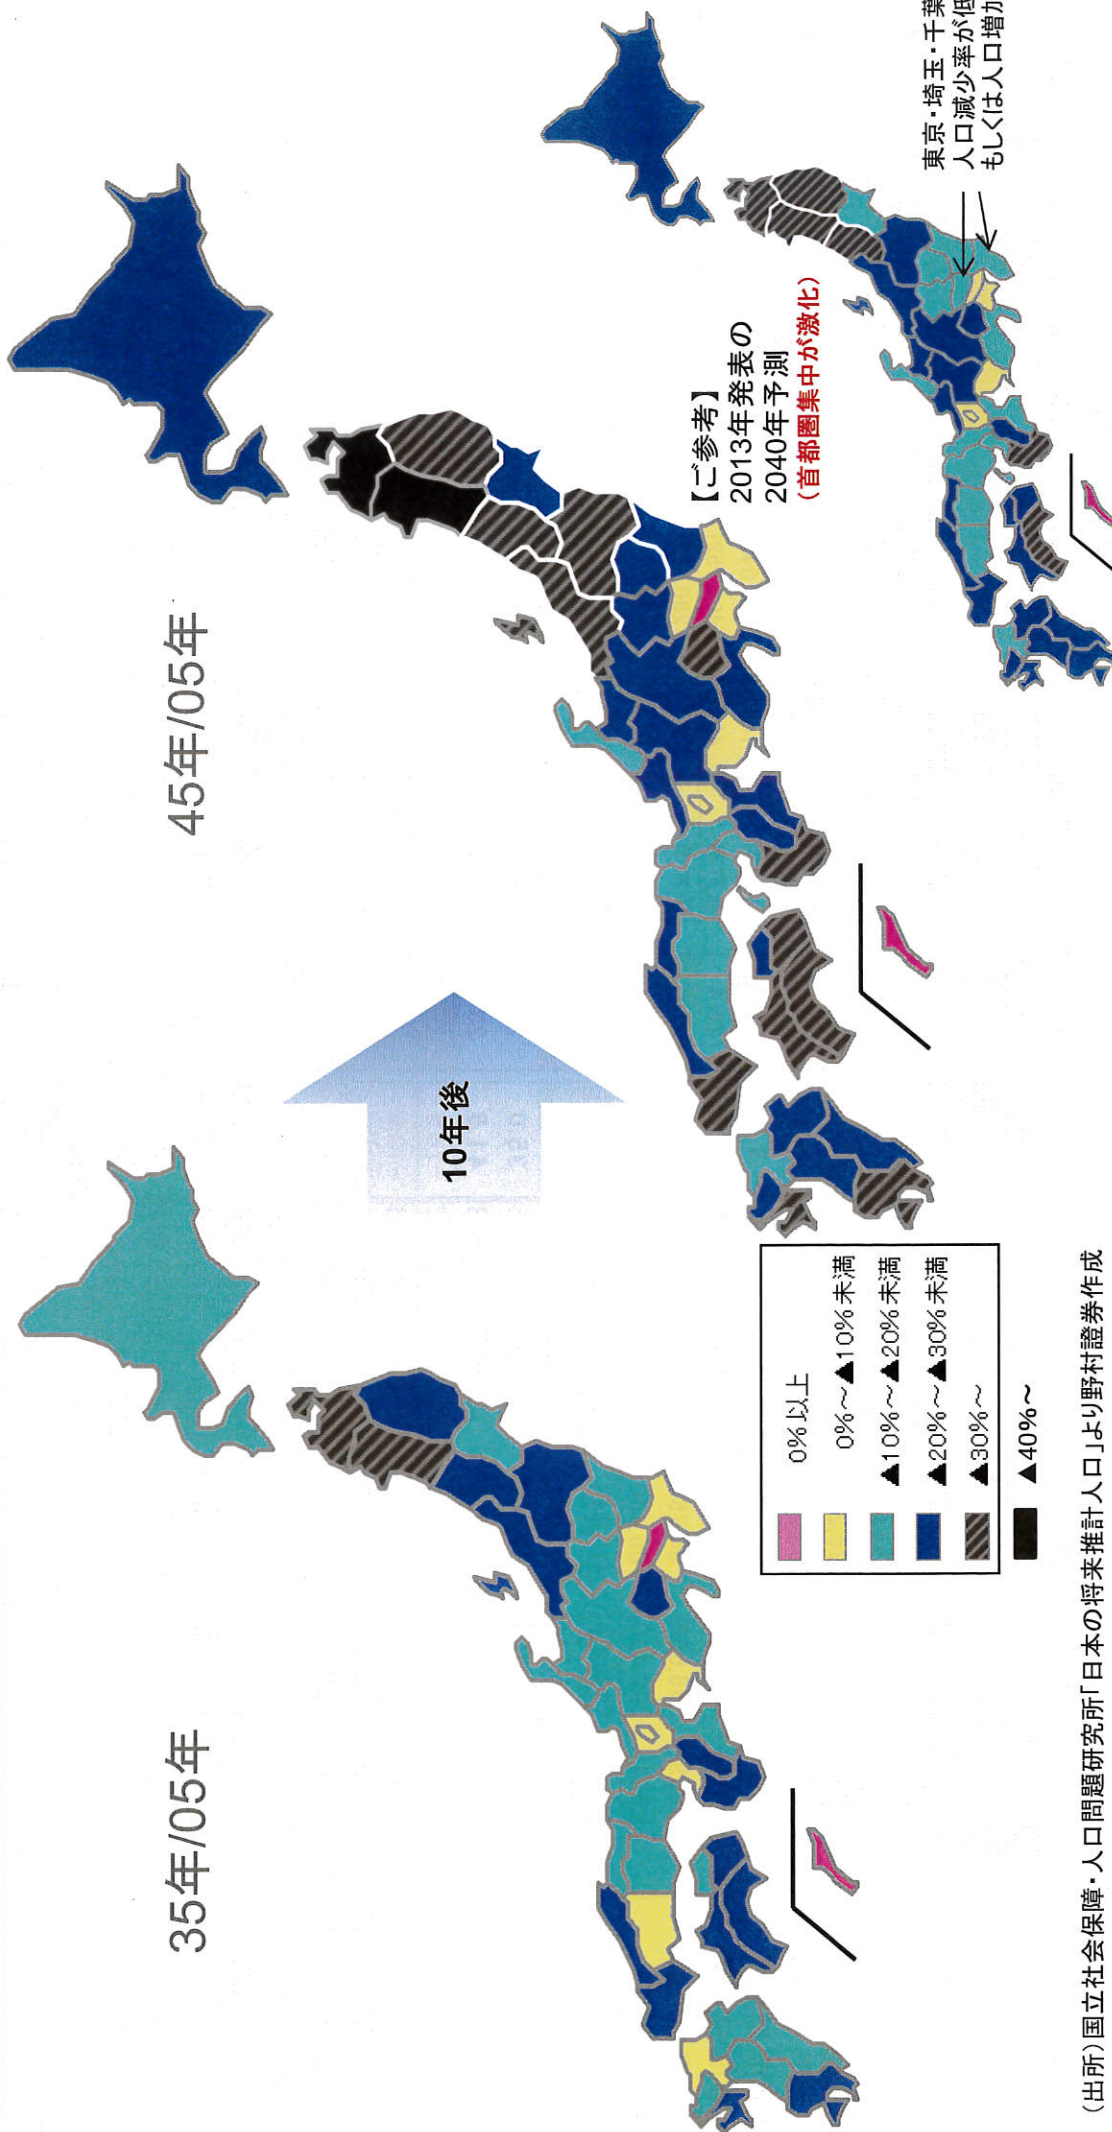 35年/05年
10年後
45年/05年
0%以上
0%～▲10%未満
▲10%～▲20%未満
▲20%～▲30%未満
▲30%～
▲40%～
【ご参考】
2013年発表の
2040年予測
（首都圏集中が激化）
東京・埼玉・千葉
人口減少率が低
もしくは人口増加
（出所）国立社会保障・人口問題研究所「日本の将来推計人口」より野村證券作成